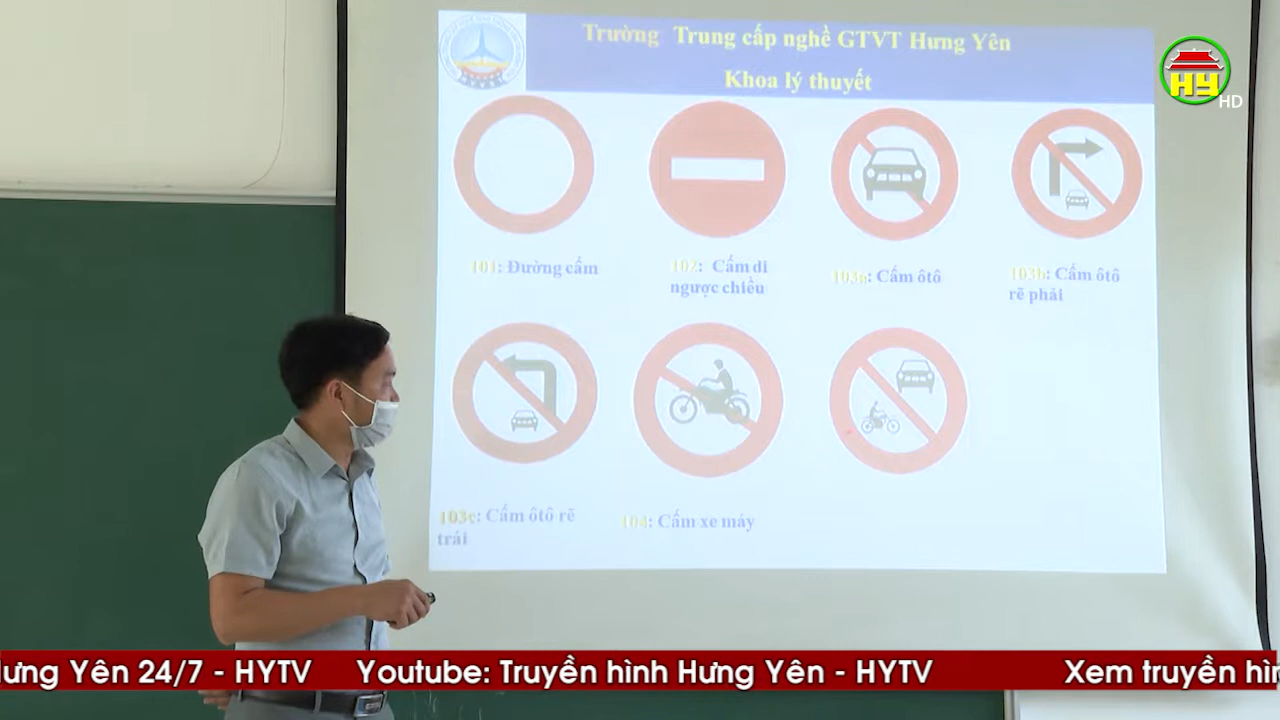 Trường Trung cấp nghề GTVT Hưng Yên
Khoa lý thuyết
HY
HD
101: Đường cấm
102: Cấm đi
ngược chiều
103a: Cấm ôtô
103b: Cấm ôtô
rẽ phải
103c: Cấm ôtô rẽ
trái
104: Cấm xe máy
Hưng Yên 24/7 - HYTV Youtube: Truyền hình Hưng Yên - HYTV Xem truyền hìn